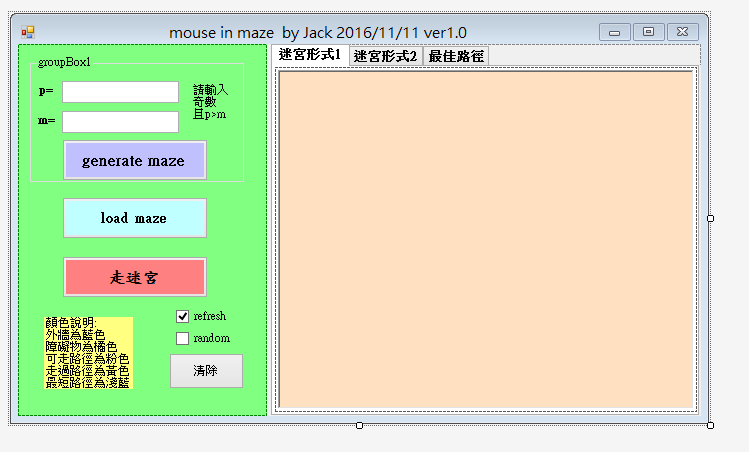 mouse in maze  by Jack 2016/11/11 ver1.0
迷宮形式1 迷宮形式2 最佳路徑
groupBox1
p=
請輸入
奇數
且p>m
m=
generate maze
load maze
走迷宮
refresh
random
清除
顏色說明:
外牆為藍色
障礙物為橘色
可走路徑為粉色
走過路徑為黃色
最短路徑為淺藍